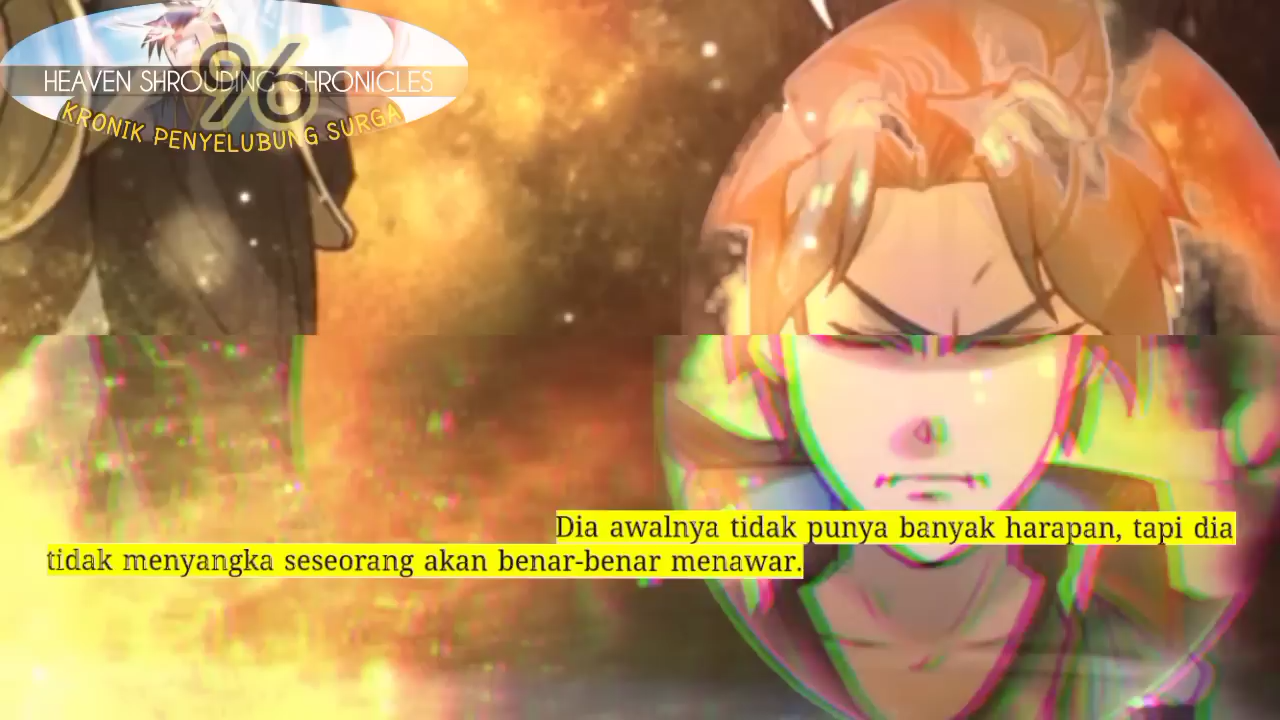 96
HEAVEN SHROUDING CHRONICLES
KRONIK PENYELUBUNG SURGA
Dia awalnya tidak punya banyak harapan, tapi dia
tidak menyangka seseorang akan benar-benar menawar.